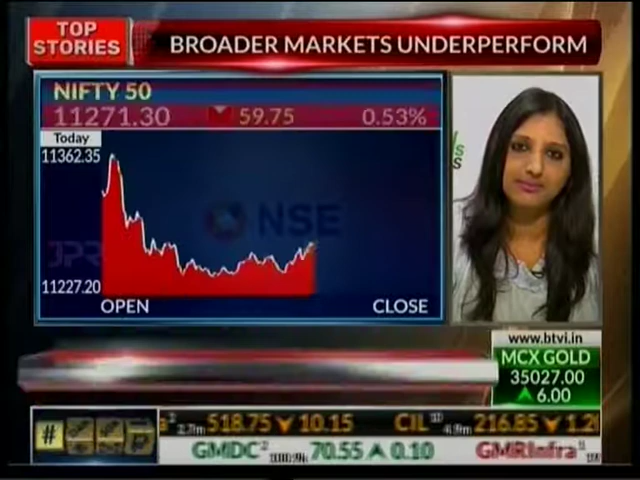 TOP
STORIES
BROADER MARKETS UNDERPERFORM
NIFTY 50
11271.30 59.75 0.53%
Today
11362.35
NSE
11227.20
OPEN CLOSE
www.btvi.in
MCX GOLD
35027.00
6.00
# 518.75 10.15 CIL 216.85
GMDC 70.55 0.10 GMRInfra